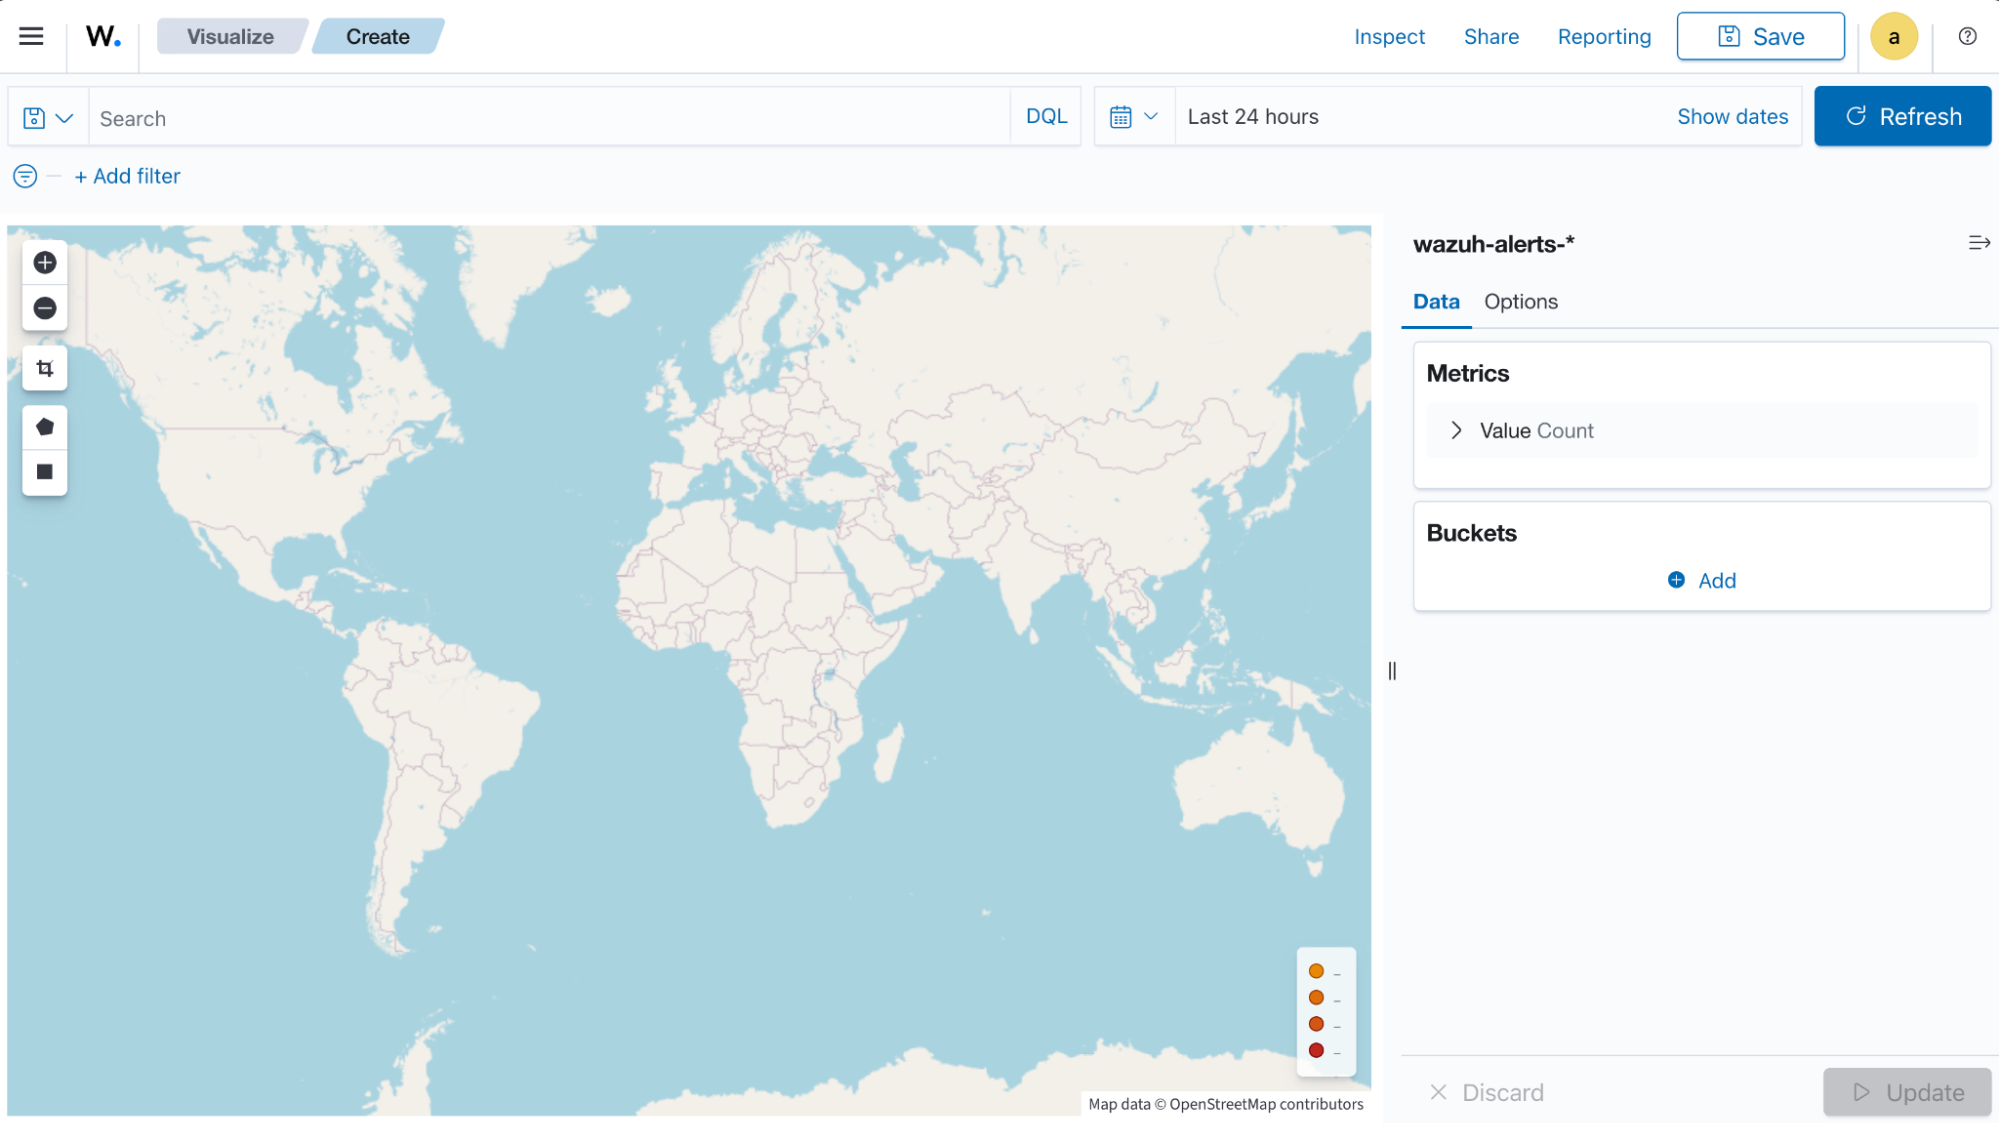 W.
Visualize
Create
Inspect
Share
Reporting
Save
a
Search
DQL
Last 24 hours
Show dates
Refresh
+ Add filter
wazuh-alerts-*
Data
Options
Metrics
Value Count
Buckets
Add
Map data © OpenStreetMap contributors
Discard
Update